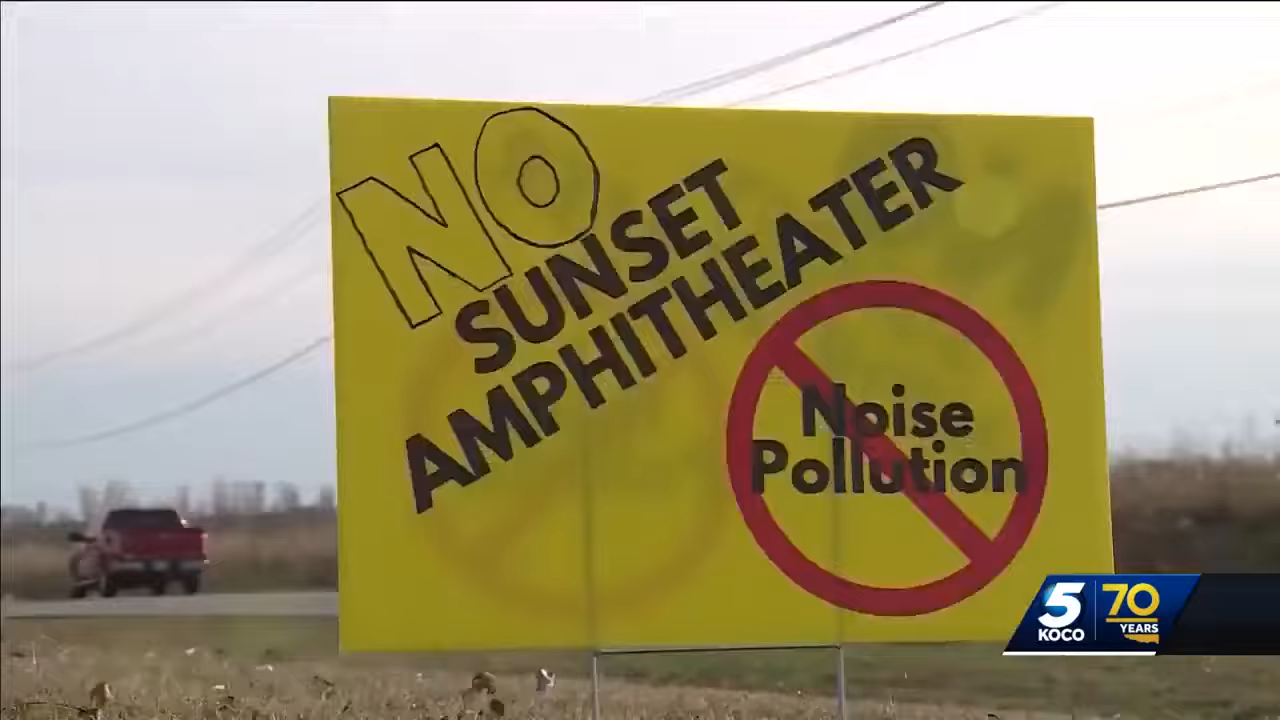 NO
SUNSET
AMPHITHEATER
Noise
Pollution
5
KOCO
70
YEARS